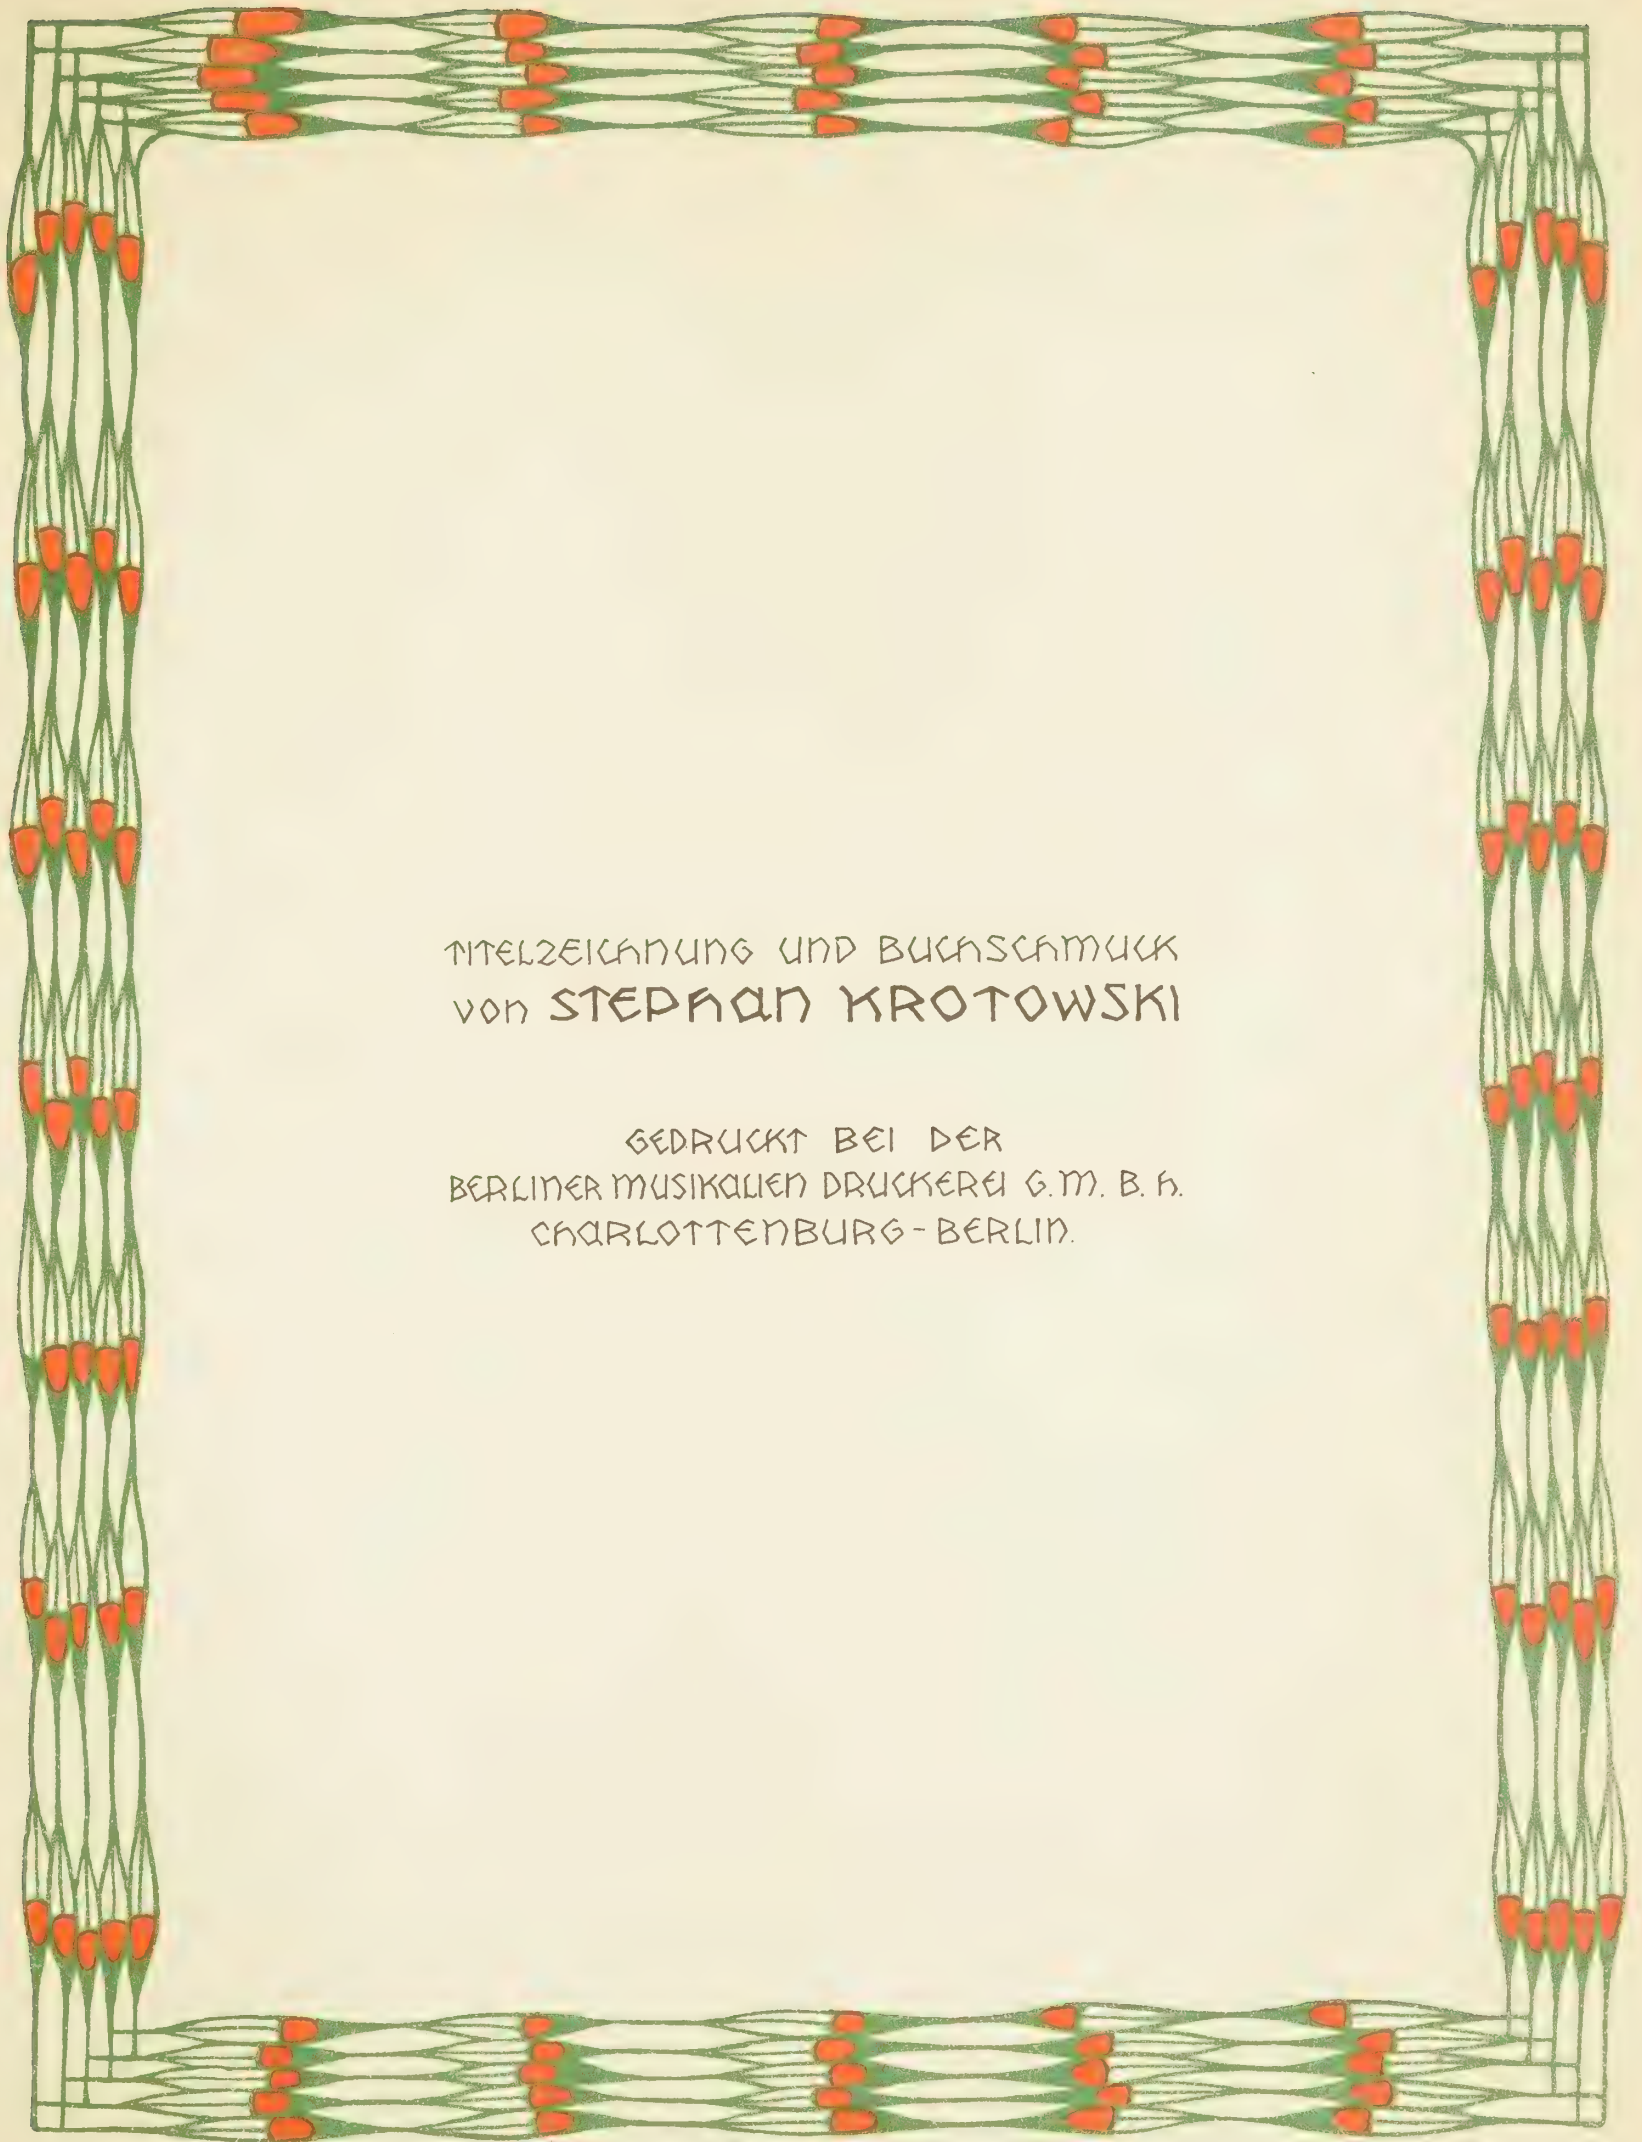 TITELZEICHNUNG UND BUCHSCHMUCK
VON STEPHAN KROTOWSKI
GEDRUCKT BEI DER
BERLINER MUSIKALIEN DRUCKEREI G. M. B. H.
CHARLOTTENBURG - BERLIN.